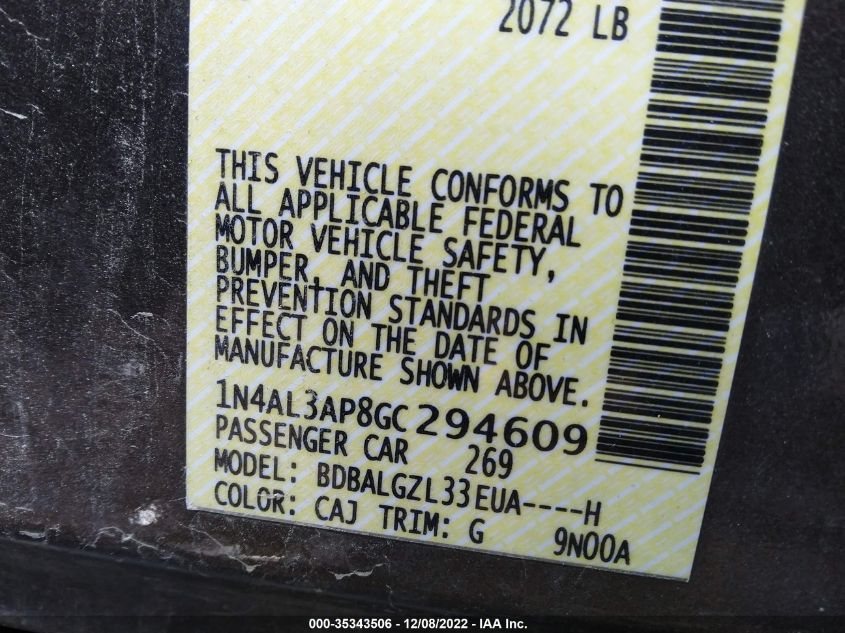 2072 LB
THIS VEHICLE CONFORMS TO
ALL APPLICABLE FEDERAL
MOTOR VEHICLE SAFETY,
BUMPER, AND THEFT
PREVENTION STANDARDS IN
EFFECT ON THE DATE OF
MANUFACTURE SHOWN ABOVE.
1N4AL3AP8GC294609
PASSENGER CAR 269
MODEL: BDBALGZL33EUA----H
COLOR: CAJ TRIM: G 9N00A
000-35343506 - 12/08/2022 - IAA Inc.